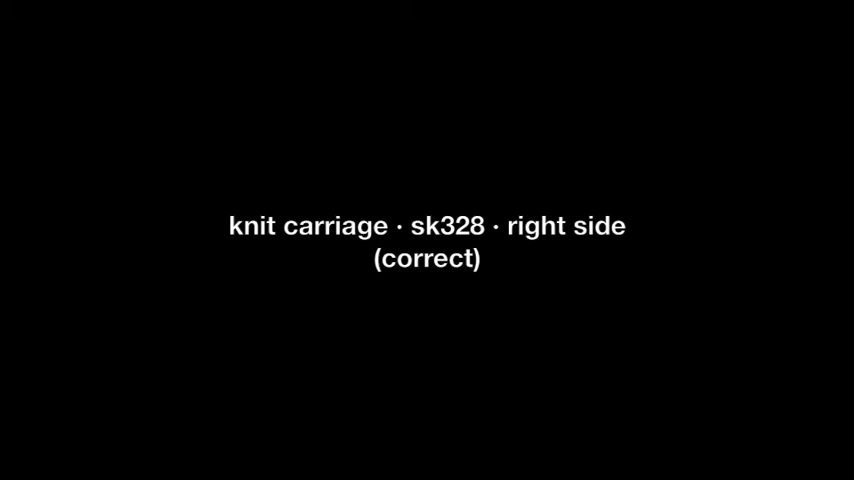 knit carriage · sk328 · right side
(correct)